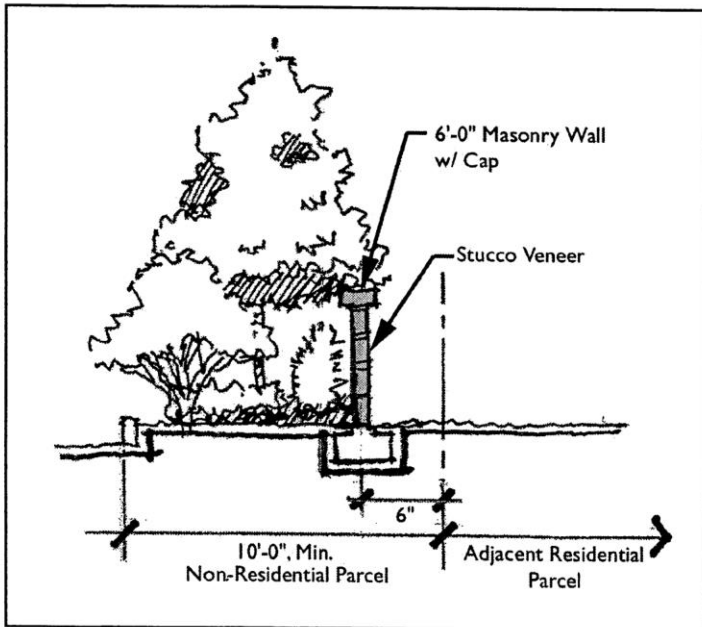 6'-0" Masonry Wall
w/ Cap
Stucco Veneer
6"
10'-0", Min.
Non-Residential Parcel
Adjacent Residential
Parcel